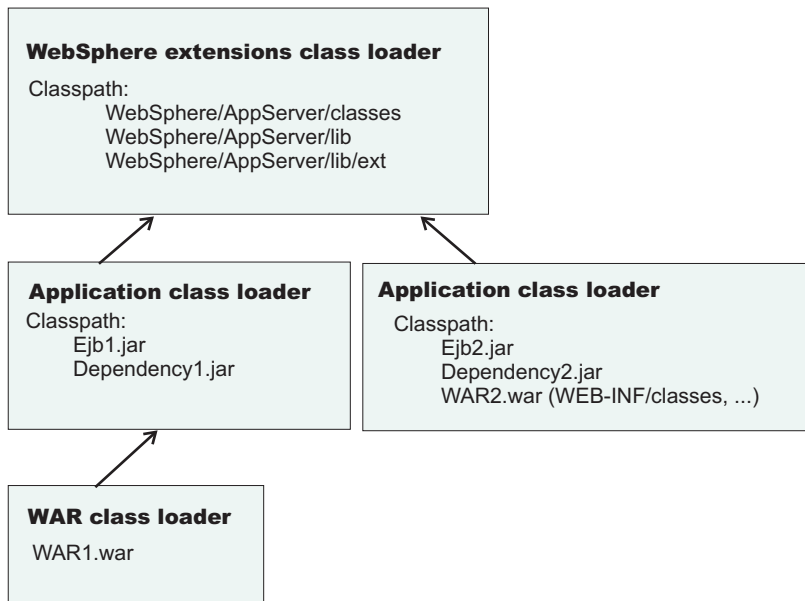 WebSphere extensions class loader
Classpath:
WebSphere/AppServer/classes
WebSphere/AppServer/lib
WebSphere/AppServer/lib/ext
Application class loader
Classpath:
Ejb1.jar
Dependency1.jar
Application class loader
Classpath:
Ejb2.jar
Dependency2.jar
WAR2.war (WEB-INF/classes, ...)
WAR class loader
WAR1.war